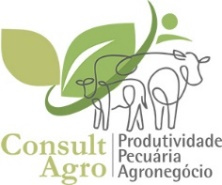 Consult
Agro
Produtividade
Pecuária
Agronegócio